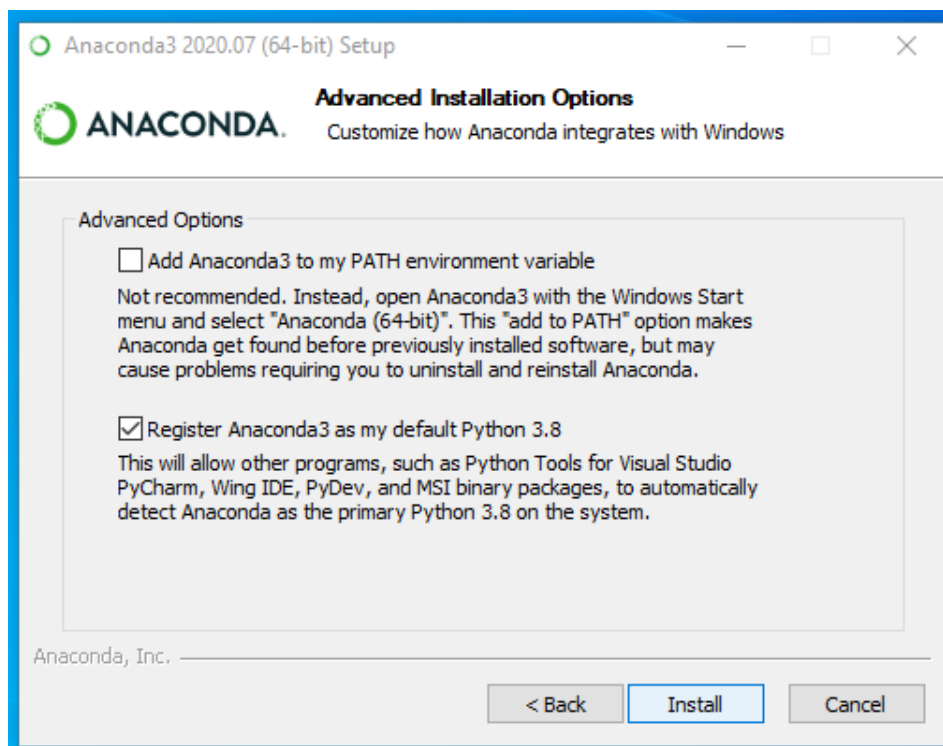 Anaconda3 2020.07 (64-bit) Setup
ANACONDA.
Advanced Installation Options
Customize how Anaconda integrates with Windows
Advanced Options
Add Anaconda3 to my PATH environment variable
Not recommended. Instead, open Anaconda3 with the Windows Start
menu and select "Anaconda (64-bit)". This "add to PATH" option makes
Anaconda get found before previously installed software, but may
cause problems requiring you to uninstall and reinstall Anaconda.
Register Anaconda3 as my default Python 3.8
This will allow other programs, such as Python Tools for Visual Studio
PyCharm, Wing IDE, PyDev, and MSI binary packages, to automatically
detect Anaconda as the primary Python 3.8 on the system.
Anaconda, Inc.
< Back
Install
Cancel